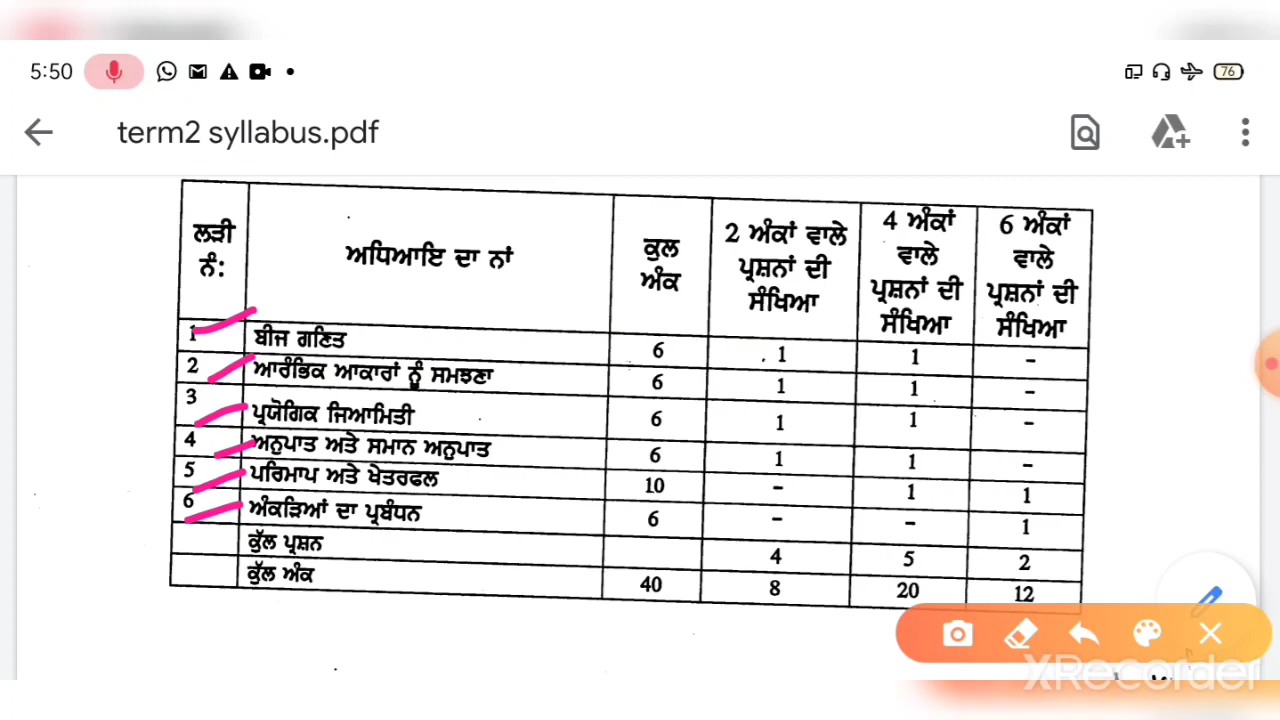 5:50
76
term2 syllabus.pdf
ਲੜੀ ਨੰ: ਅਧਿਆਇ ਦਾ ਨਾਂ ਕੁਲ ਅੰਕ 2 ਅੰਕਾਂ ਵਾਲੇ ਪ੍ਰਸ਼ਨਾਂ ਦੀ ਸੰਖਿਆ 4 ਅੰਕਾਂ ਵਾਲੇ ਪ੍ਰਸ਼ਨਾਂ ਦੀ ਸੰਖਿਆ 6 ਅੰਕਾਂ ਵਾਲੇ ਪ੍ਰਸ਼ਨਾਂ ਦੀ ਸੰਖਿਆ
1 ਬੀਜ ਗਣਿਤ 6 1 1 -
2 ਆਰੰਭਿਕ ਆਕਾਰਾਂ ਨੂੰ ਸਮਝਣਾ 6 1 1 -
3 ਪ੍ਰਯੋਗਿਕ ਜਿਆਮਿਤੀ 6 1 1 -
4 ਅਨੁਪਾਤ ਅਤੇ ਸਮਾਨ ਅਨੁਪਾਤ 6 1 1 -
5 ਪਰਿਮਾਪ ਅਤੇ ਖੇਤਰਫਲ 10 - 1 1
6 ਅੰਕੜਿਆਂ ਦਾ ਪ੍ਰਬੰਧਨ 6 - - 1
ਕੁੱਲ ਪ੍ਰਸ਼ਨ 4 5 2
ਕੁੱਲ ਅੰਕ 40 8 20 12
XRecorder